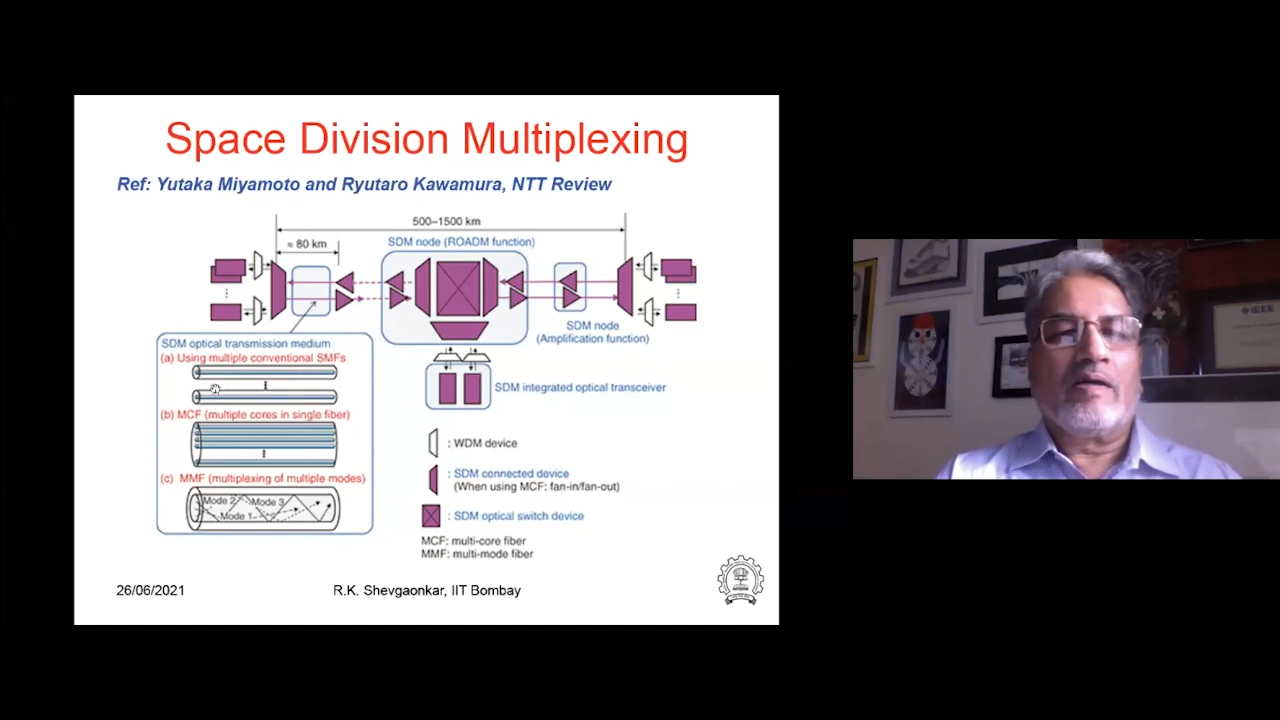 Space Division Multiplexing
Ref: Yutaka Miyamoto and Ryutaro Kawamura, NTT Review
500–1500 km
≈ 80 km
SDM node (ROADM function)
SDM node
(Amplification function)
SDM optical transmission medium
(a) Using multiple conventional SMFs
(b) MCF (multiple cores in single fiber)
(c) MMF (multiplexing of multiple modes)
Mode 2
Mode 3
Mode 1
SDM integrated optical transceiver
: WDM device
: SDM connected device
(When using MCF: fan-in/fan-out)
: SDM optical switch device
MCF: multi-core fiber
MMF: multi-mode fiber
26/06/2021
R.K. Shevgaonkar, IIT Bombay
IEEE